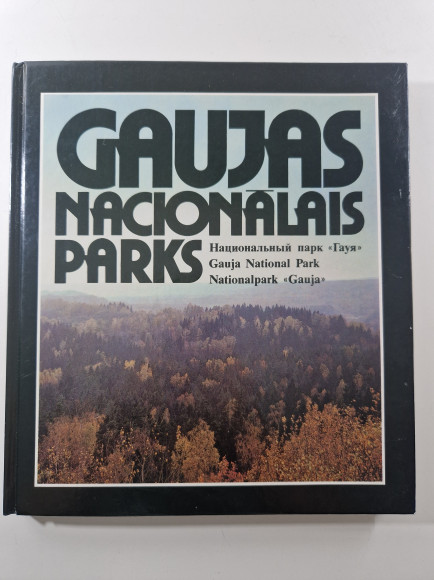 GAUJAS
NACIONĀLAIS
PARKS
Национальный парк «Гауя»
Gauja National Park
Nationalpark «Gauja»